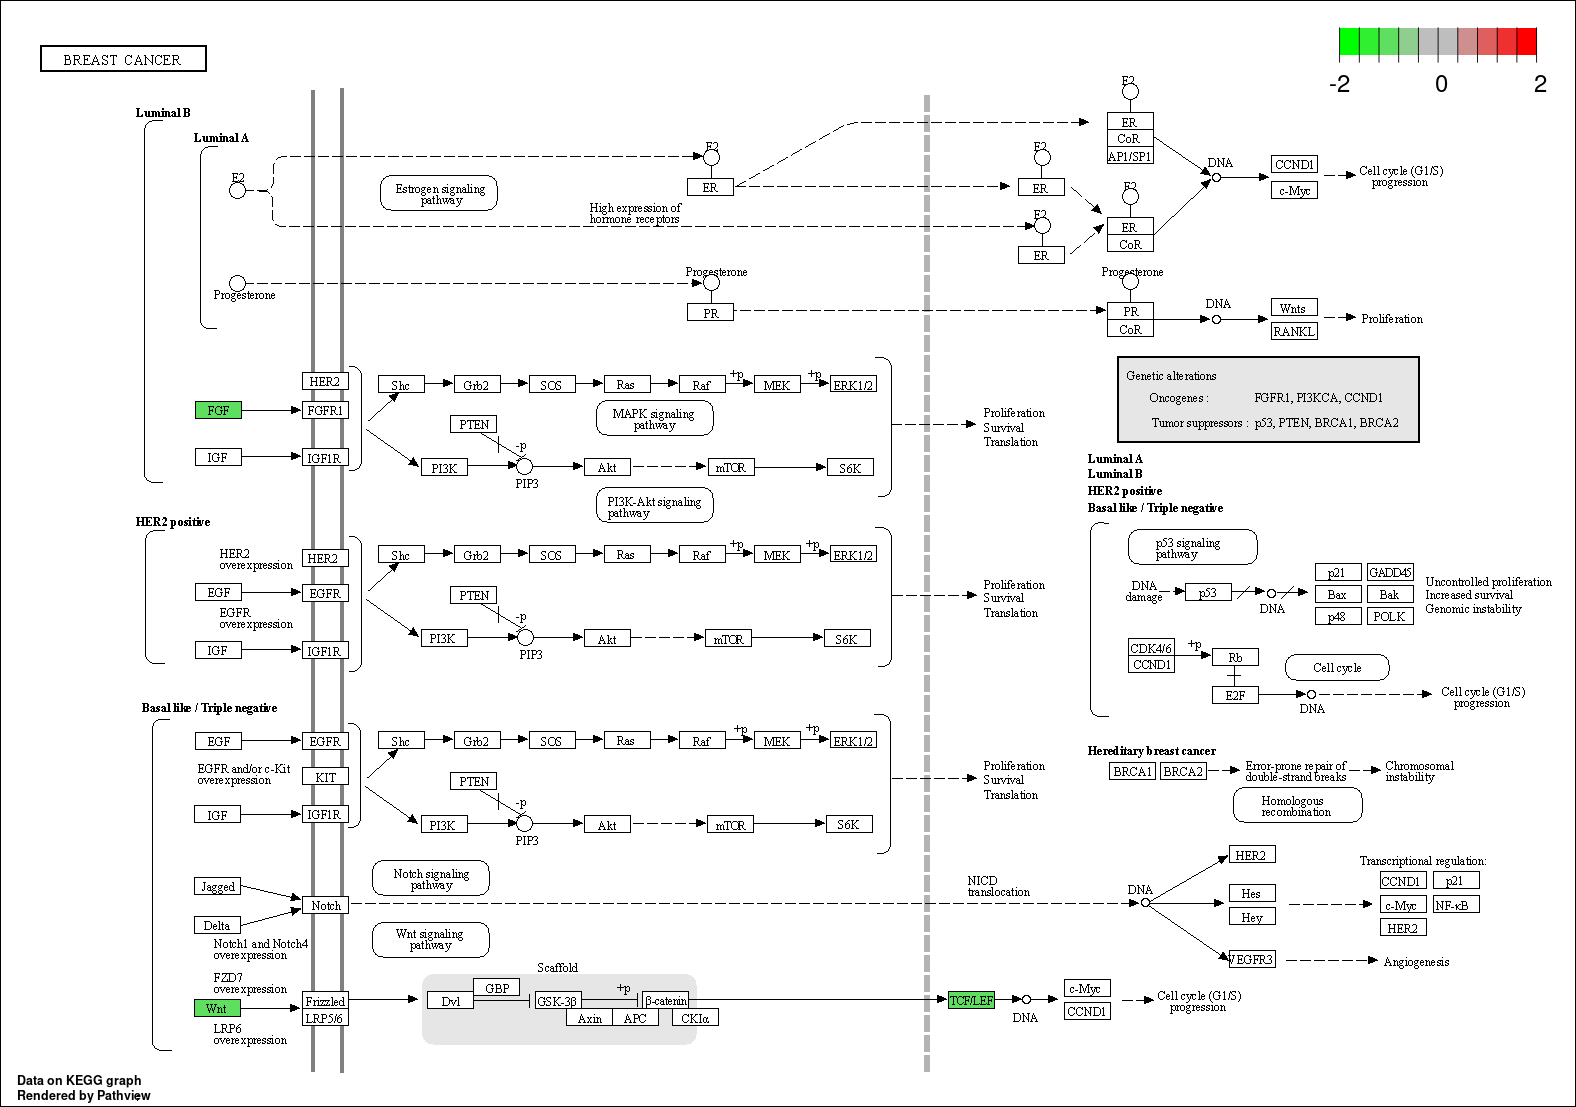 BREAST CANCER
-2 0 2
Luminal B
Luminal A
E2
Estrogen signaling
pathway
High expression of
hormone receptors
E2
ER
E2
ER
E2
ER
E2
ER
CoR
AP1/SP1
E2
ER
CoR
DNA
CCND1
c-Myc
Cell cycle (G1/S)
progression
Progesterone
Progesterone
PR
Progesterone
PR
CoR
DNA
Wnts
RANKL
Proliferation
HER2
FGF
FGFR1
IGF
IGF1R
Shc
Grb2
SOS
Ras
Raf
+p
MEK
+p
ERK1/2
MAPK signaling
pathway
PTEN
-p
PI3K
PIP3
Akt
mTOR
S6K
PI3K-Akt signaling
pathway
Proliferation
Survival
Translation
Genetic alterations
Oncogenes : FGFR1, PI3KCA, CCND1
Tumor suppressors : p53, PTEN, BRCA1, BRCA2
HER2 positive
HER2
overexpression
HER2
EGF
EGFR
EGFR
overexpression
IGF
IGF1R
Shc
Grb2
SOS
Ras
Raf
+p
MEK
+p
ERK1/2
PTEN
-p
PI3K
PIP3
Akt
mTOR
S6K
Proliferation
Survival
Translation
Luminal A
Luminal B
HER2 positive
Basal like / Triple negative
p53 signaling
pathway
DNA
damage
p53
DNA
p21
GADD45
Bax
Bak
p48
POLK
Uncontrolled proliferation
Increased survival
Genomic instability
CDK4/6
CCND1
+p
Rb
E2F
Cell cycle
DNA
Cell cycle (G1/S)
progression
Basal like / Triple negative
EGF
EGFR
EGFR and/or c-Kit
overexpression
KIT
IGF
IGF1R
Shc
Grb2
SOS
Ras
Raf
+p
MEK
+p
ERK1/2
PTEN
-p
PI3K
PIP3
Akt
mTOR
S6K
Proliferation
Survival
Translation
Hereditary breast cancer
BRCA1
BRCA2
Error-prone repair of
double-strand breaks
Chromosomal
instability
Homologous
recombination
Jagged
Delta
Notch
Notch signaling
pathway
Notch1 and Notch4
overexpression
NICD
translocation
DNA
HER2
Hes
Hey
VEGFR3
Transcriptional regulation:
CCND1
p21
c-Myc
NF-κB
HER2
Angiogenesis
Wnt signaling
pathway
FZD7
overexpression
Wnt
Frizzled
LRP5/6
LRP6
overexpression
Scaffold
Dvl
GBP
GSK-3β
+p
β-catenin
Axin
APC
CKIα
TCF/LEF
DNA
c-Myc
CCND1
Cell cycle (G1/S)
progression
Data on KEGG graph
Rendered by Pathview